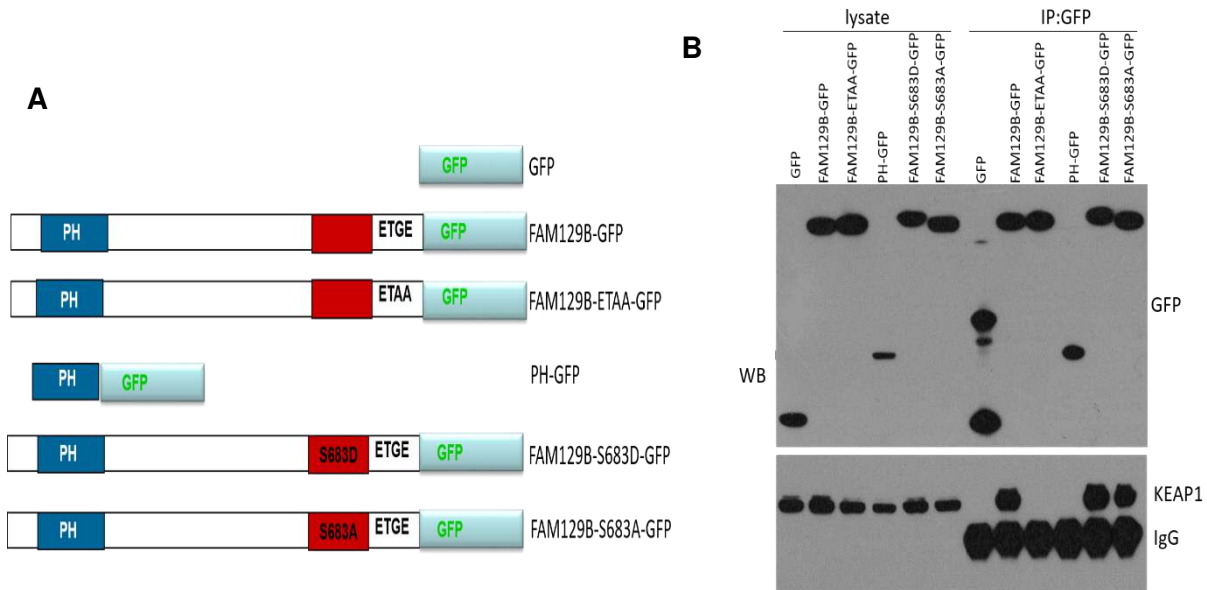 A
GFP GFP
PH ETGE GFP FAM129B-GFP
PH ETAA GFP FAM129B-ETAA-GFP
PH GFP PH-GFP
PH S683D ETGE GFP FAM129B-S683D-GFP
PH S683A ETGE GFP FAM129B-S683A-GFP
B
lysate IP:GFP
GFP
FAM129B-GFP
FAM129B-ETAA-GFP
PH-GFP
FAM129B-S683D-GFP
FAM129B-S683A-GFP
GFP
FAM129B-GFP
FAM129B-ETAA-GFP
PH-GFP
FAM129B-S683D-GFP
FAM129B-S683A-GFP
GFP
WB
KEAP1
IgG